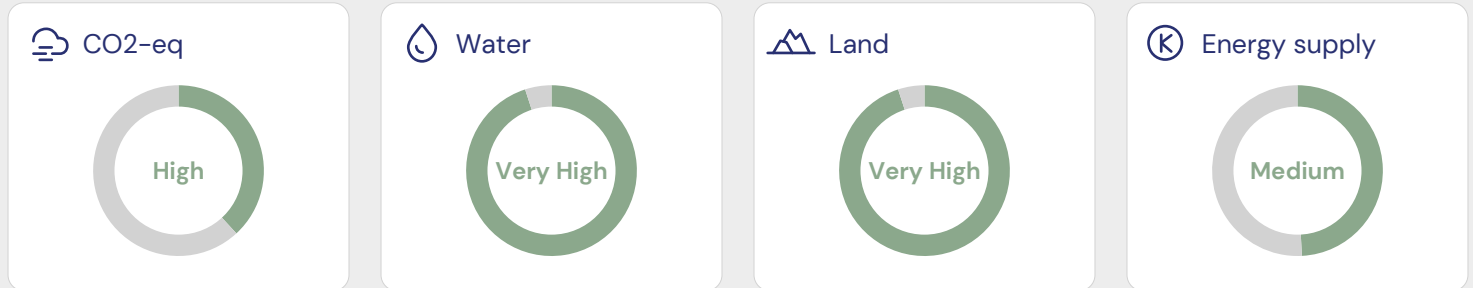 CO2-eq
High
Water
Very High
Land
Very High
Energy supply
Medium